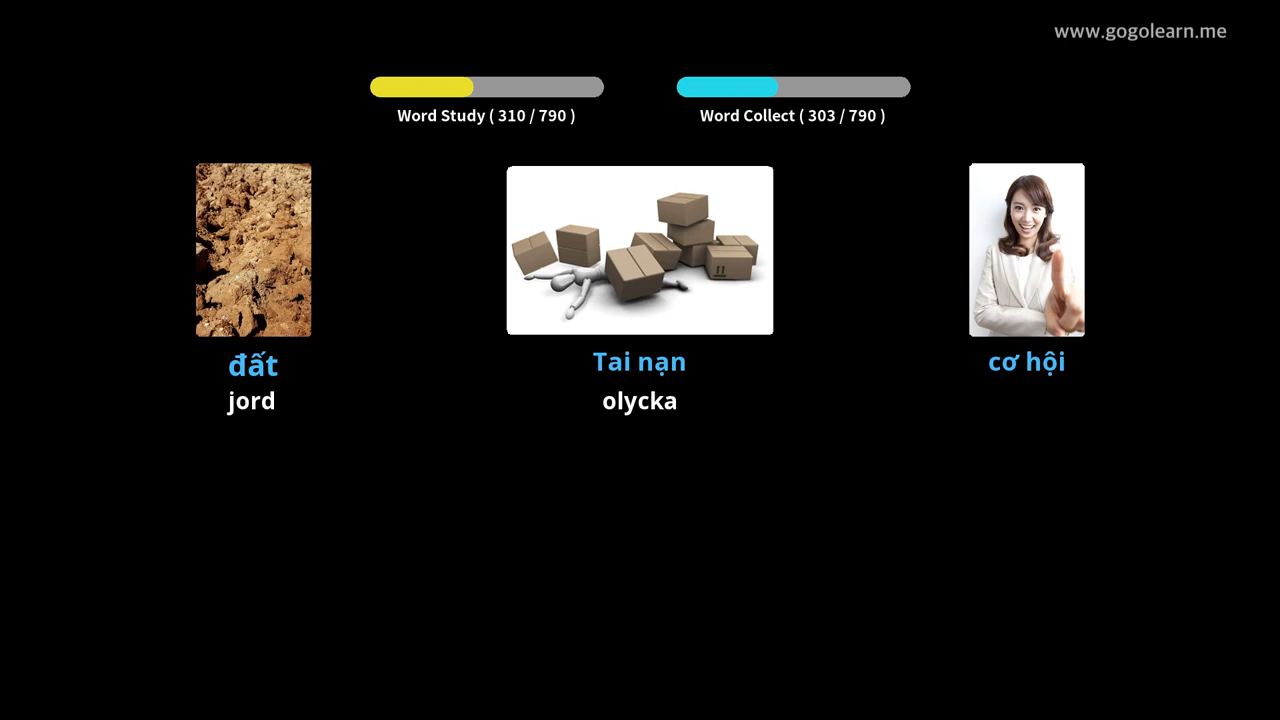 www.gogolearn.me
Word Study ( 310 / 790 )
Word Collect ( 303 / 790 )
đất
jord
Tai nạn
olycka
cơ hội